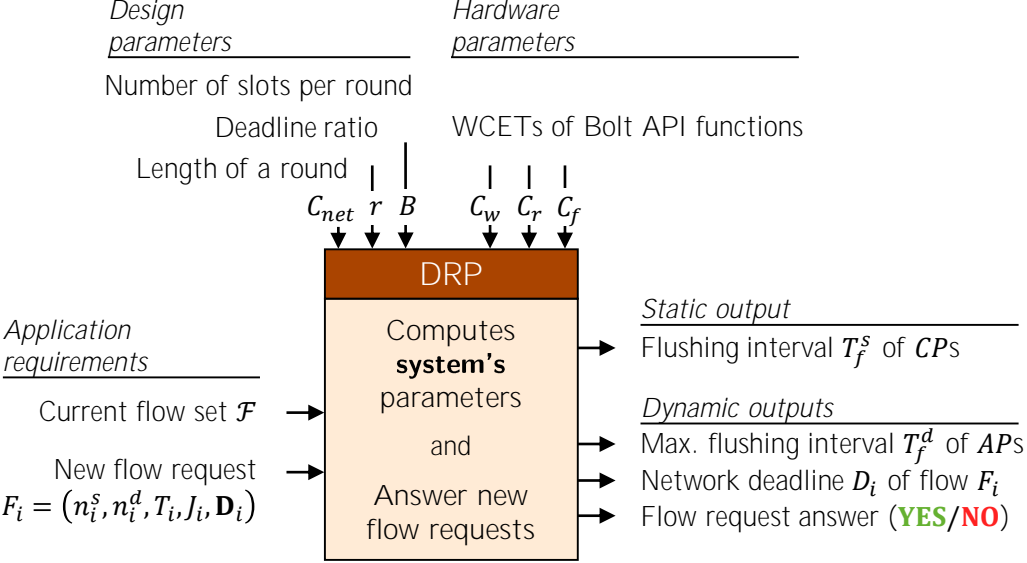 Design
parameters
Hardware
parameters
Number of slots per round
Deadline ratio
WCETs of Bolt API functions
Length of a round
C_net r B C_w C_r C_f
DRP
Application
requirements
Current flow set ℱ
New flow request
F_i = (n_i^s, n_i^d, T_i, J_i, 𝐃_i)
Computes
system's
parameters
and
Answer new
flow requests
Static output
Flushing interval T_f^s of CPs
Dynamic outputs
Max. flushing interval T_f^d of APs
Network deadline D_i of flow F_i
Flow request answer (YES/NO)